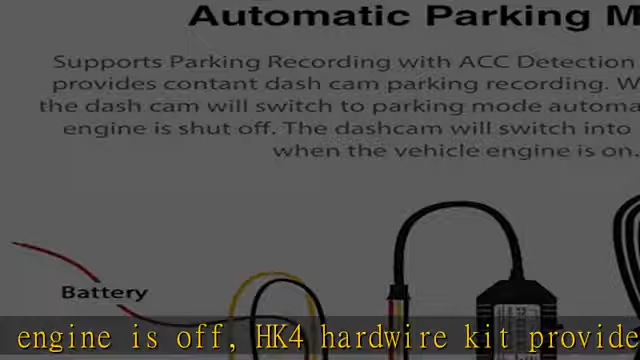 Automatic Parking M
Supports Parking Recording with ACC Detection
provides contant dash cam parking recording. W
the dash cam will switch to parking mode automa
engine is shut off. The dashcam will switch into
when the vehicle engine is on.
Battery
engine is off, HK4 hardwire kit provide